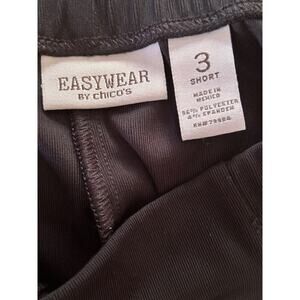 EASYWEAR
BY chico's
3
SHORT
MADE IN
MEXICO
96% POLYESTER
4% SPANDEX